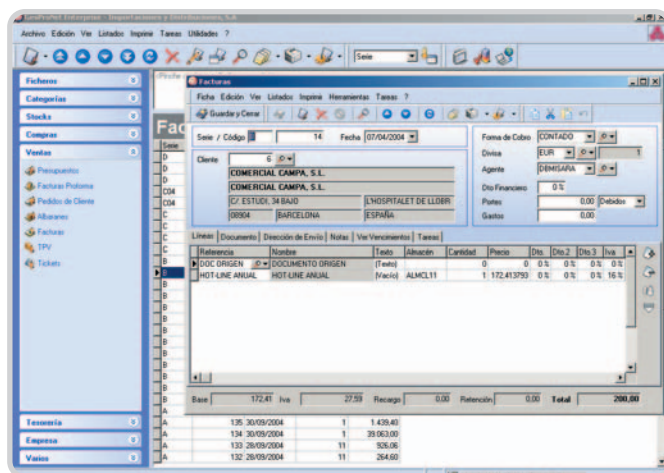 GesProPet Enterprise - Importaciones y Distribuciones, S.A
Archivo Edición Ver Listados Imprimir Tareas Utilidades ?
Serie
Ficheros
Categorías
Stocks
Compras
Ventas
Presupuestos
Facturas Proforma
Pedidos de Cliente
Albaranes
Facturas
TPV
Tickets
Tesorería
Empresa
Varios
Fac
Serie
D
D
D
C04
C04
C
C
C
B
B
B
B
B
B
B
B
B
B
A
A
A
A
Facturas
Ficha Edición Ver Listados Imprimir Herramientas Tareas ?
Guardar y Cerrar
Serie / Código 14 Fecha 07/04/2004
Cliente 6
COMERCIAL CAMPA, S.L.
COMERCIAL CAMPA, S.L.
C/. ESTUDI, 34 BAJO L'HOSPITALET DE LLOBR
08904 BARCELONA ESPAÑA
Forma de Cobro CONTADO
Divisa EUR 1
Agente DBMISARA
Dto Financiero 0 %
Portes 0,00 Debidos
Gastos 0,00
Líneas Documento Dirección de Envío Notas Ver Vencimientos Tareas
Referencia Nombre Texto Almacén Cantidad Precio Dto. Dto.2 Dto.3 Iva
DOC ORIGEN DOCUMENTO ORIGEN (Texto) 0 0 0 % 0 % 0 % 0 %
HOT-LINE ANUAL HOT-LINE ANUAL (Vacío) ALMCL11 1 172,413793 0 % 0 % 0 % 16 %
Base 172,41 Iva 27,59 Recargo 0,00 Retención 0,00 Total 200,00
135 30/09/2004 1 1.439,40
134 30/09/2004 1 39.063,00
133 28/09/2004 11 926,06
132 28/09/2004 11 264,60